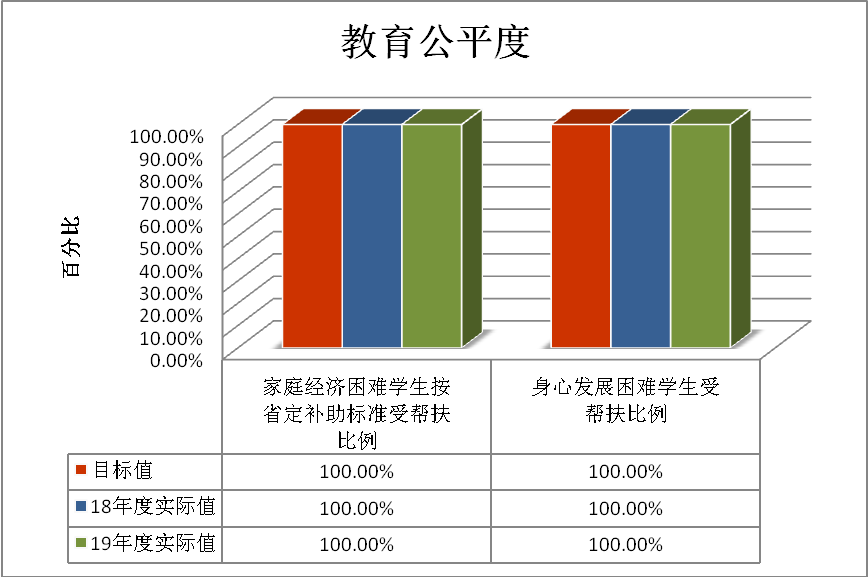 教育公平度
百分比
100.00%
90.00%
80.00%
70.00%
60.00%
50.00%
40.00%
30.00%
20.00%
10.00%
0.00%
家庭经济困难学生按
省定补助标准受帮扶
比例
身心发展困难学生受
帮扶比例
目标值 100.00% 100.00%
18年度实际值 100.00% 100.00%
19年度实际值 100.00% 100.00%